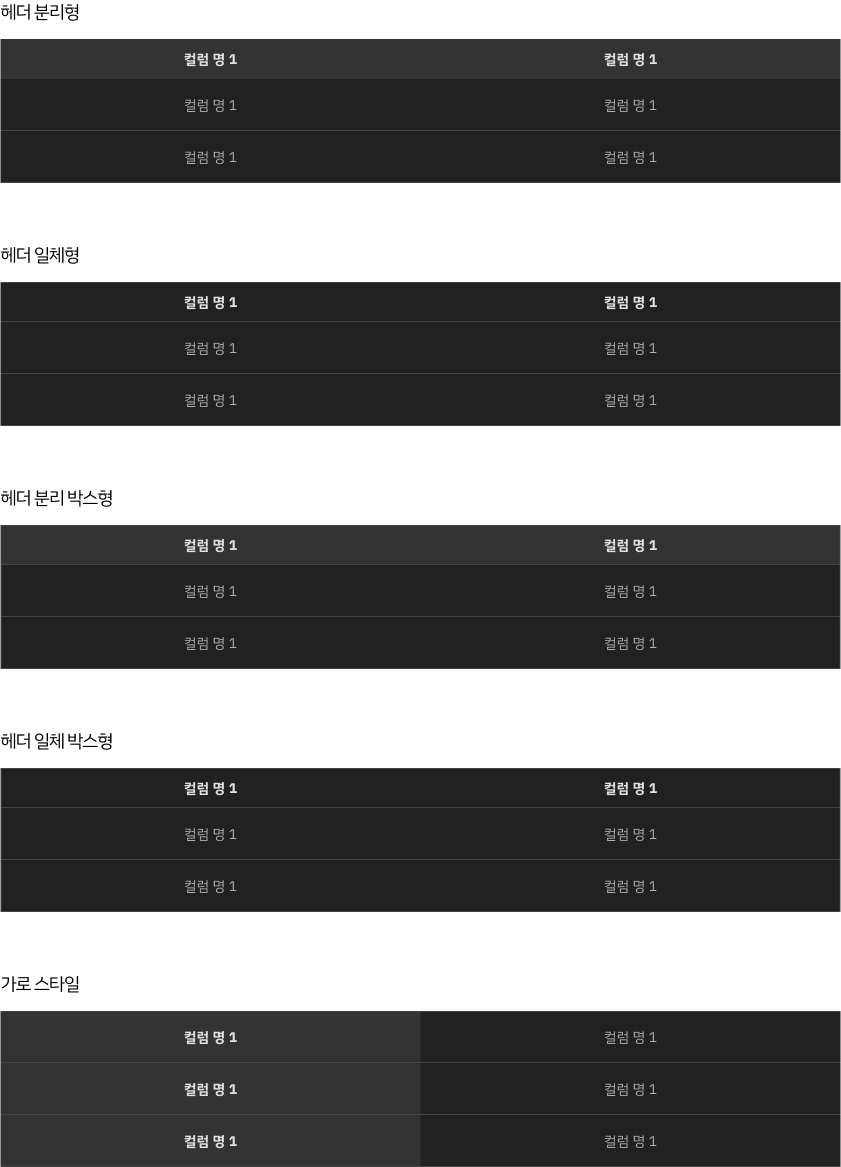 헤더 분리형
컬럼 명 1 컬럼 명 1
컬럼 명 1 컬럼 명 1
컬럼 명 1 컬럼 명 1
헤더 일체형
컬럼 명 1 컬럼 명 1
컬럼 명 1 컬럼 명 1
컬럼 명 1 컬럼 명 1
헤더 분리 박스형
컬럼 명 1 컬럼 명 1
컬럼 명 1 컬럼 명 1
컬럼 명 1 컬럼 명 1
헤더 일체 박스형
컬럼 명 1 컬럼 명 1
컬럼 명 1 컬럼 명 1
컬럼 명 1 컬럼 명 1
가로 스타일
컬럼 명 1 컬럼 명 1
컬럼 명 1 컬럼 명 1
컬럼 명 1 컬럼 명 1